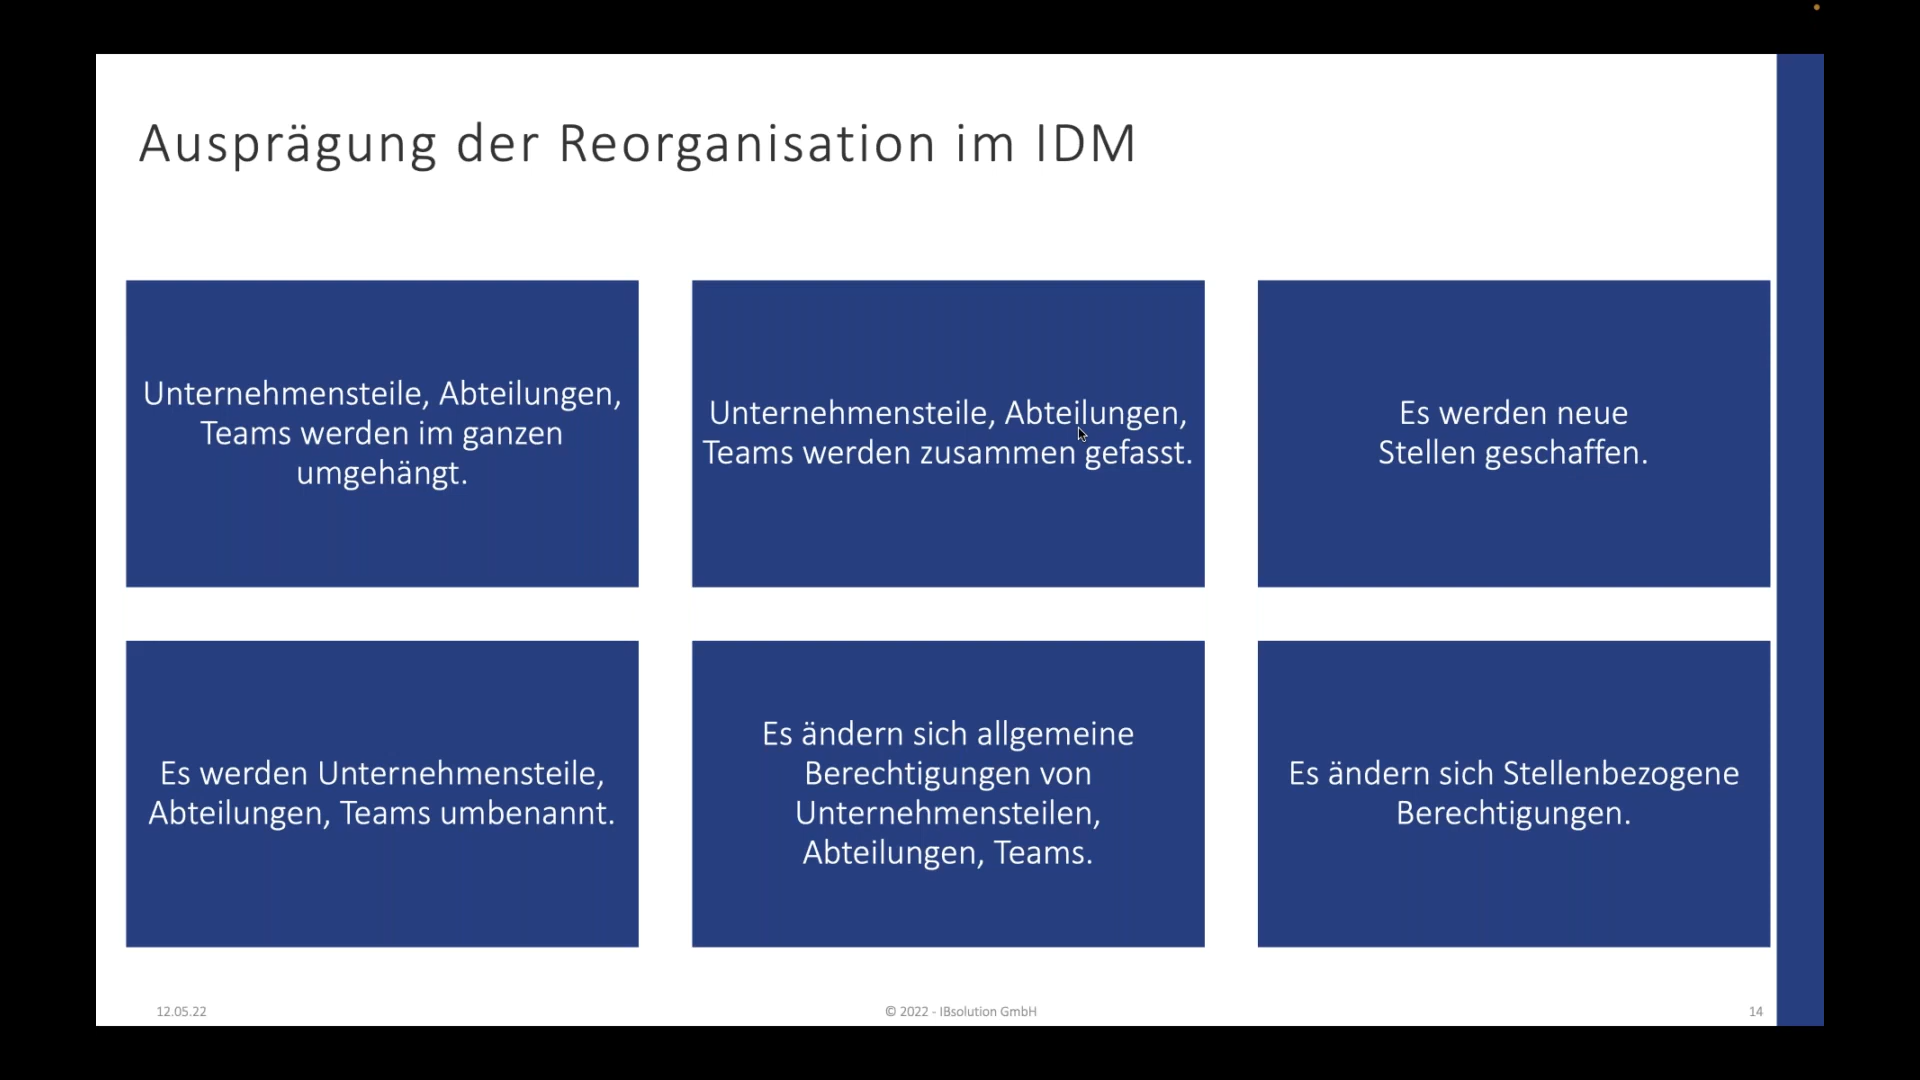 Ausprägung der Reorganisation im IDM
Unternehmensteile, Abteilungen,
Teams werden im ganzen
umgehängt.
Unternehmensteile, Abteilungen,
Teams werden zusammen gefasst.
Es werden neue
Stellen geschaffen.
Es werden Unternehmensteile,
Abteilungen, Teams umbenannt.
Es ändern sich allgemeine
Berechtigungen von
Unternehmensteilen,
Abteilungen, Teams.
Es ändern sich Stellenbezogene
Berechtigungen.
12.05.22
© 2022 - IBsolution GmbH
14